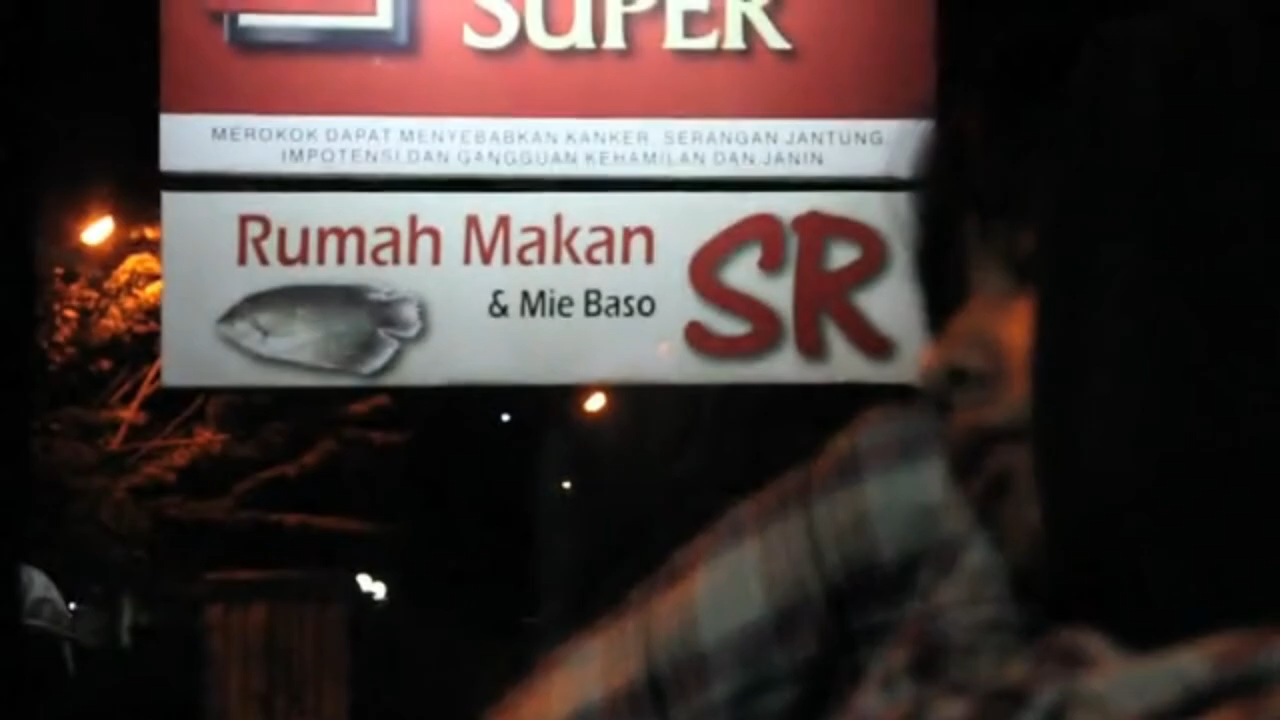 SUPER
MEROKOK DAPAT MENYEBABKAN KANKER, SERANGAN JANTUNG,
IMPOTENSI DAN GANGGUAN KEHAMILAN DAN JANIN
Rumah Makan
& Mie Baso
SR